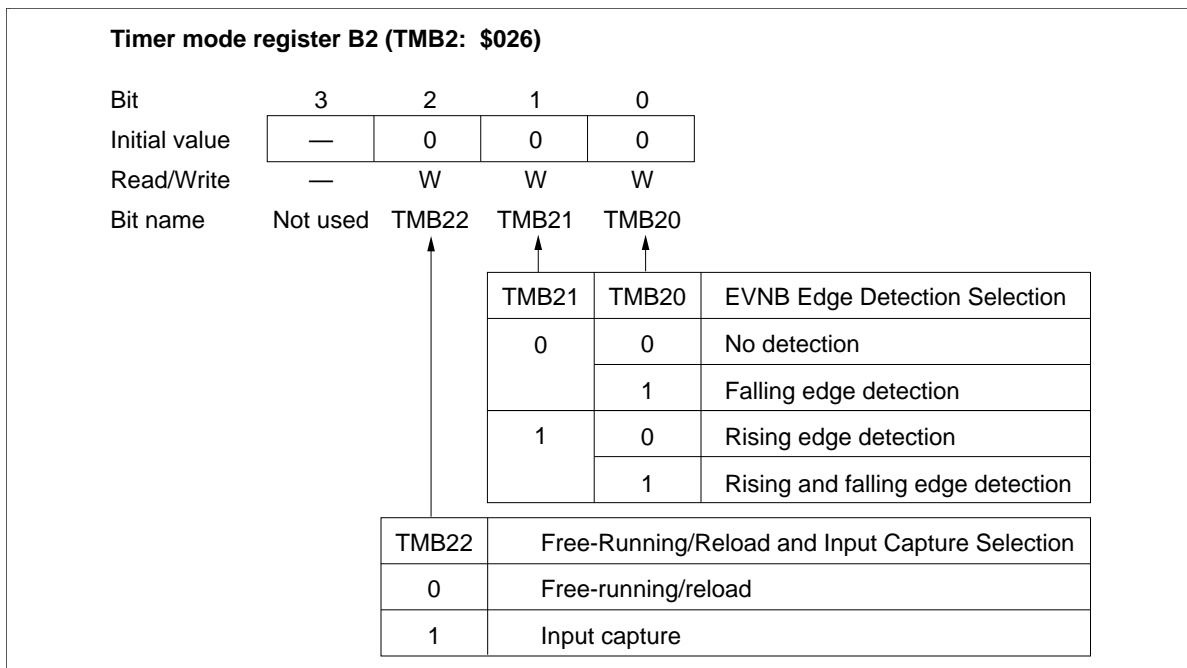 Timer mode register B2 (TMB2: $026)
Bit 3 2 1 0
Initial value — 0 0 0
Read/Write — W W W
Bit name Not used TMB22 TMB21 TMB20
TMB21 TMB20 EVNB Edge Detection Selection
0 0 No detection
1 Falling edge detection
1 0 Rising edge detection
1 Rising and falling edge detection
TMB22 Free-Running/Reload and Input Capture Selection
0 Free-running/reload
1 Input capture